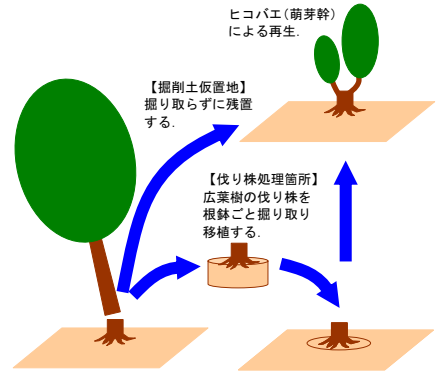 ヒコバエ（萌芽幹）
による再生.
【掘削土仮置地】
掘り取らずに残置
する.
【伐り株処理箇所】
広葉樹の伐り株を
根鉢ごと掘り取り
移植する.